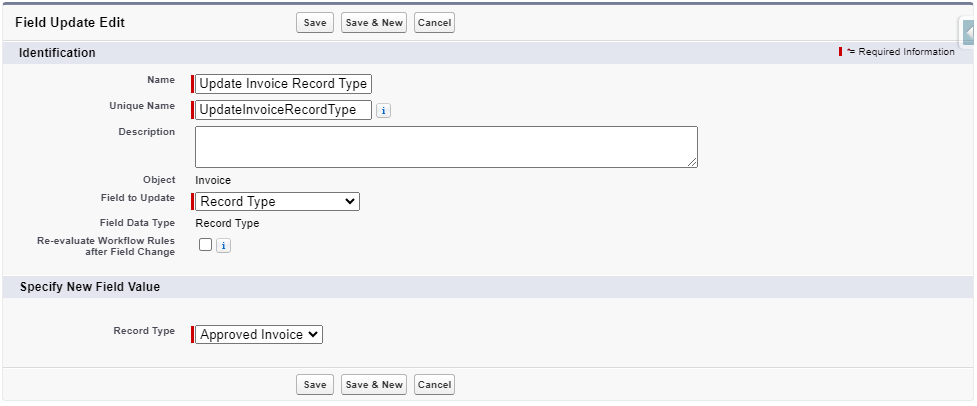 Field Update Edit
Save
Save & New
Cancel
Identification
*= Required Information
Name
Update Invoice Record Type
Unique Name
UpdateInvoiceRecordType
i
Description
Object
Invoice
Field to Update
Record Type
Field Data Type
Record Type
Re-evaluate Workflow Rules
after Field Change
i
Specify New Field Value
Record Type
Approved Invoice
Save
Save & New
Cancel